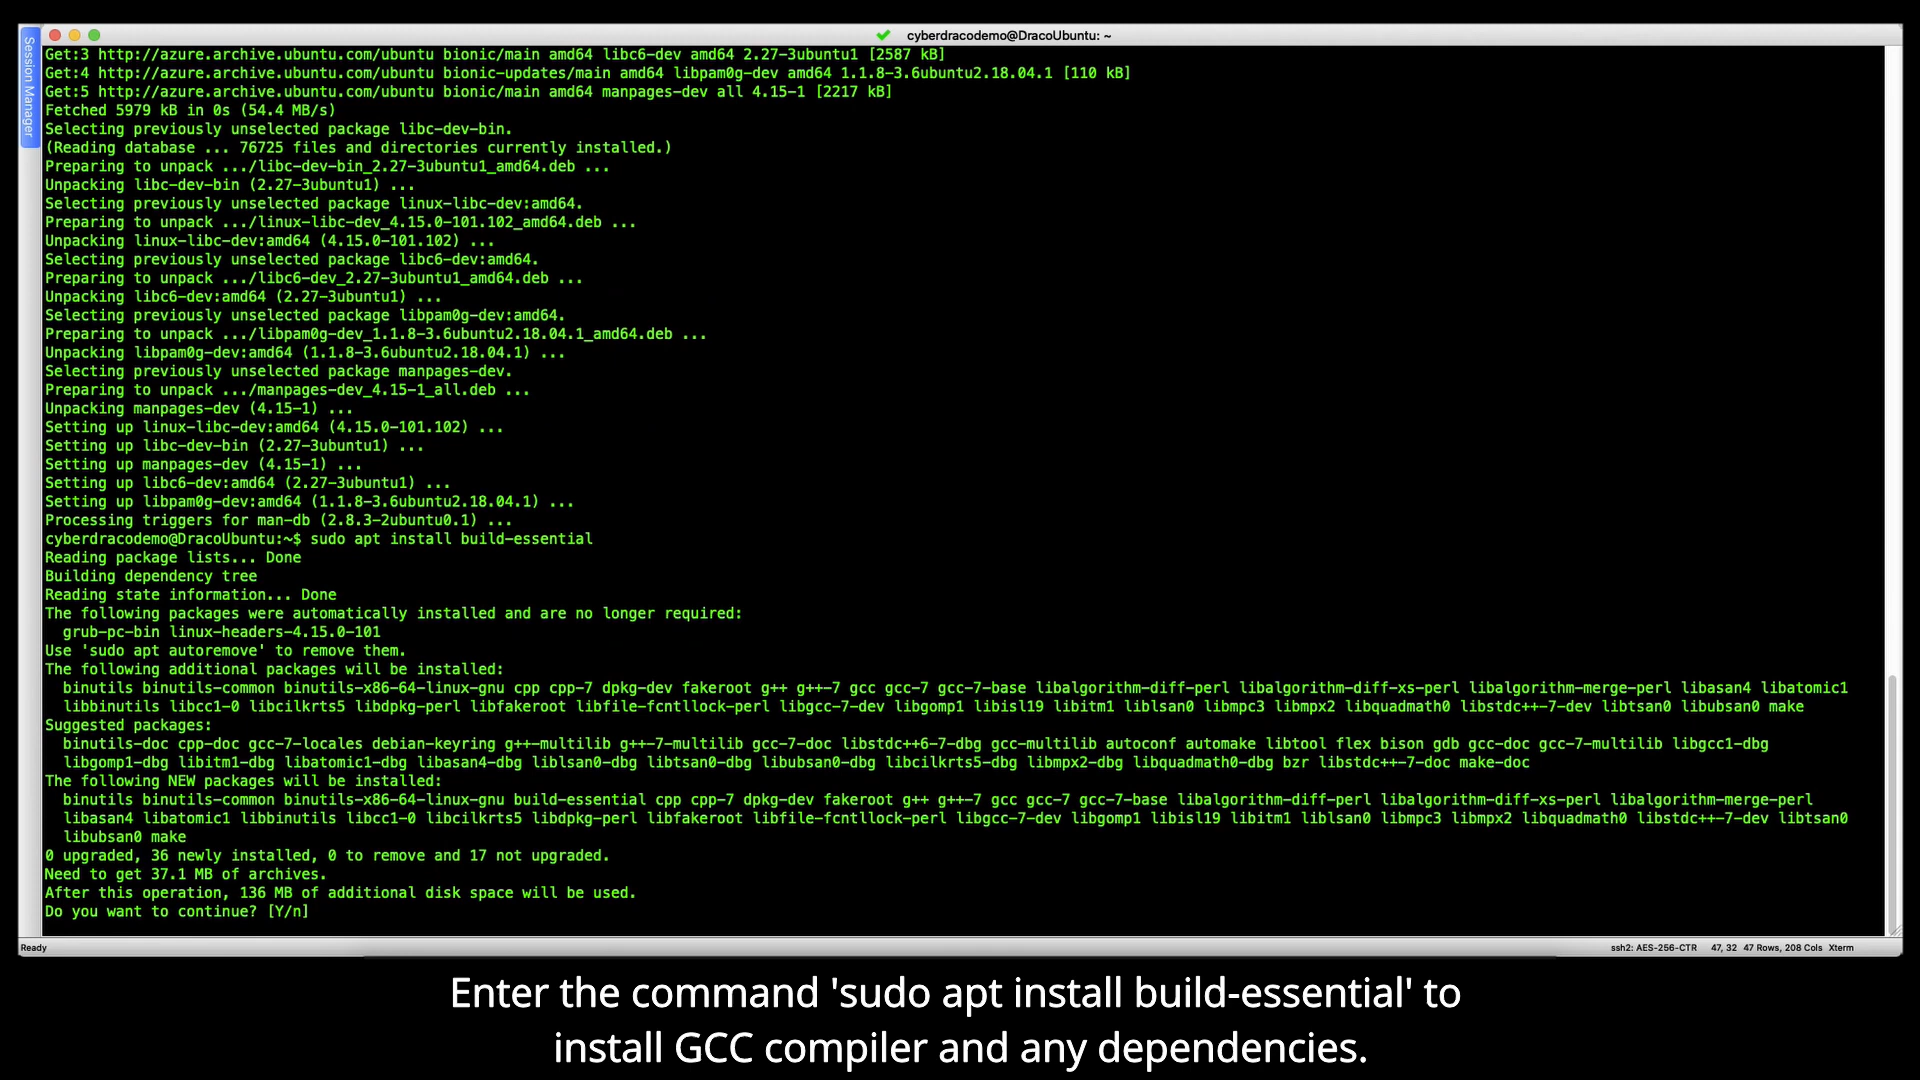 cyberdracodemo@DracoUbuntu: ~
Session Manager
Get:3 http://azure.archive.ubuntu.com/ubuntu bionic/main amd64 libc6-dev amd64 2.27-3ubuntu1 [2587 kB]
Get:4 http://azure.archive.ubuntu.com/ubuntu bionic-updates/main amd64 libpam0g-dev amd64 1.1.8-3.6ubuntu2.18.04.1 [110 kB]
Get:5 http://azure.archive.ubuntu.com/ubuntu bionic/main amd64 manpages-dev all 4.15-1 [2217 kB]
Fetched 5979 kB in 0s (54.4 MB/s)
Selecting previously unselected package libc-dev-bin.
(Reading database ... 76725 files and directories currently installed.)
Preparing to unpack .../libc-dev-bin_2.27-3ubuntu1_amd64.deb ...
Unpacking libc-dev-bin (2.27-3ubuntu1) ...
Selecting previously unselected package linux-libc-dev:amd64.
Preparing to unpack .../linux-libc-dev_4.15.0-101.102_amd64.deb ...
Unpacking linux-libc-dev:amd64 (4.15.0-101.102) ...
Selecting previously unselected package libc6-dev:amd64.
Preparing to unpack .../libc6-dev_2.27-3ubuntu1_amd64.deb ...
Unpacking libc6-dev:amd64 (2.27-3ubuntu1) ...
Selecting previously unselected package libpam0g-dev:amd64.
Preparing to unpack .../libpam0g-dev_1.1.8-3.6ubuntu2.18.04.1_amd64.deb ...
Unpacking libpam0g-dev:amd64 (1.1.8-3.6ubuntu2.18.04.1) ...
Selecting previously unselected package manpages-dev.
Preparing to unpack .../manpages-dev_4.15-1_all.deb ...
Unpacking manpages-dev (4.15-1) ...
Setting up linux-libc-dev:amd64 (4.15.0-101.102) ...
Setting up libc-dev-bin (2.27-3ubuntu1) ...
Setting up manpages-dev (4.15-1) ...
Setting up libc6-dev:amd64 (2.27-3ubuntu1) ...
Setting up libpam0g-dev:amd64 (1.1.8-3.6ubuntu2.18.04.1) ...
Processing triggers for man-db (2.8.3-2ubuntu0.1) ...
cyberdracodemo@DracoUbuntu:~$ sudo apt install build-essential
Reading package lists... Done
Building dependency tree
Reading state information... Done
The following packages were automatically installed and are no longer required:
grub-pc-bin linux-headers-4.15.0-101
Use 'sudo apt autoremove' to remove them.
The following additional packages will be installed:
binutils binutils-common binutils-x86-64-linux-gnu cpp cpp-7 dpkg-dev fakeroot g++ g++-7 gcc gcc-7 gcc-7-base libalgorithm-diff-perl libalgorithm-diff-xs-perl libalgorithm-merge-perl libasan4 libatomic1
libbinutils libcc1-0 libcilkrts5 libdpkg-perl libfakeroot libfile-fcntllock-perl libgcc-7-dev libgomp1 libisl19 libitm1 liblsan0 libmpc3 libmpx2 libquadmath0 libstdc++-7-dev libtsan0 libubsan0 make
Suggested packages:
binutils-doc cpp-doc gcc-7-locales debian-keyring g++-multilib g++-7-multilib gcc-7-doc libstdc++6-7-dbg gcc-multilib autoconf automake libtool flex bison gdb gcc-doc gcc-7-multilib libgcc1-dbg
libgomp1-dbg libitm1-dbg libatomic1-dbg libasan4-dbg liblsan0-dbg libtsan0-dbg libubsan0-dbg libcilkrts5-dbg libmpx2-dbg libquadmath0-dbg bzr libstdc++-7-doc make-doc
The following NEW packages will be installed:
binutils binutils-common binutils-x86-64-linux-gnu build-essential cpp cpp-7 dpkg-dev fakeroot g++ g++-7 gcc gcc-7 gcc-7-base libalgorithm-diff-perl libalgorithm-diff-xs-perl libalgorithm-merge-perl
libasan4 libatomic1 libbinutils libcc1-0 libcilkrts5 libdpkg-perl libfakeroot libfile-fcntllock-perl libgcc-7-dev libgomp1 libisl19 libitm1 liblsan0 libmpc3 libmpx2 libquadmath0 libstdc++-7-dev libtsan0
libubsan0 make
0 upgraded, 36 newly installed, 0 to remove and 17 not upgraded.
Need to get 37.1 MB of archives.
After this operation, 136 MB of additional disk space will be used.
Do you want to continue? [Y/n]
Ready
ssh2: AES-256-CTR 47, 32 47 Rows, 208 Cols Xterm
Enter the command 'sudo apt install build-essential' to
install GCC compiler and any dependencies.